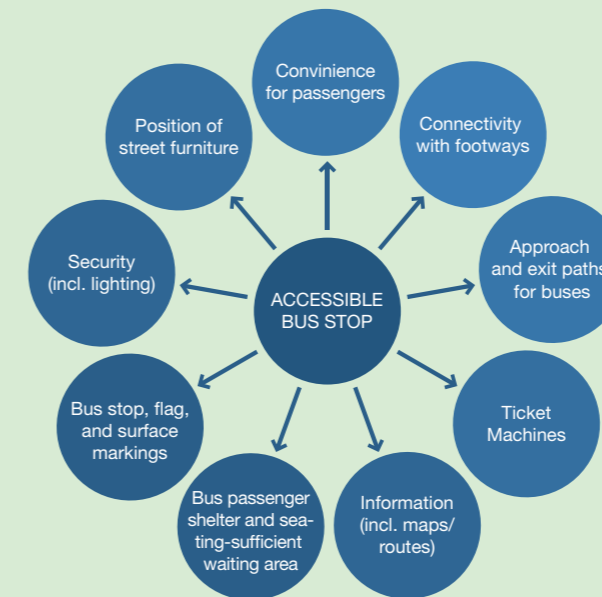 Convinience
for passengers
Connectivity
with footways
Approach
and exit paths
for buses
Ticket
Machines
Information
(incl. maps/
routes)
Bus passenger
shelter and sea-
ting-sufficient
waiting area
Bus stop, flag,
and surface
markings
Security
(incl. lighting)
Position of
street furniture
ACCESSIBLE
BUS STOP